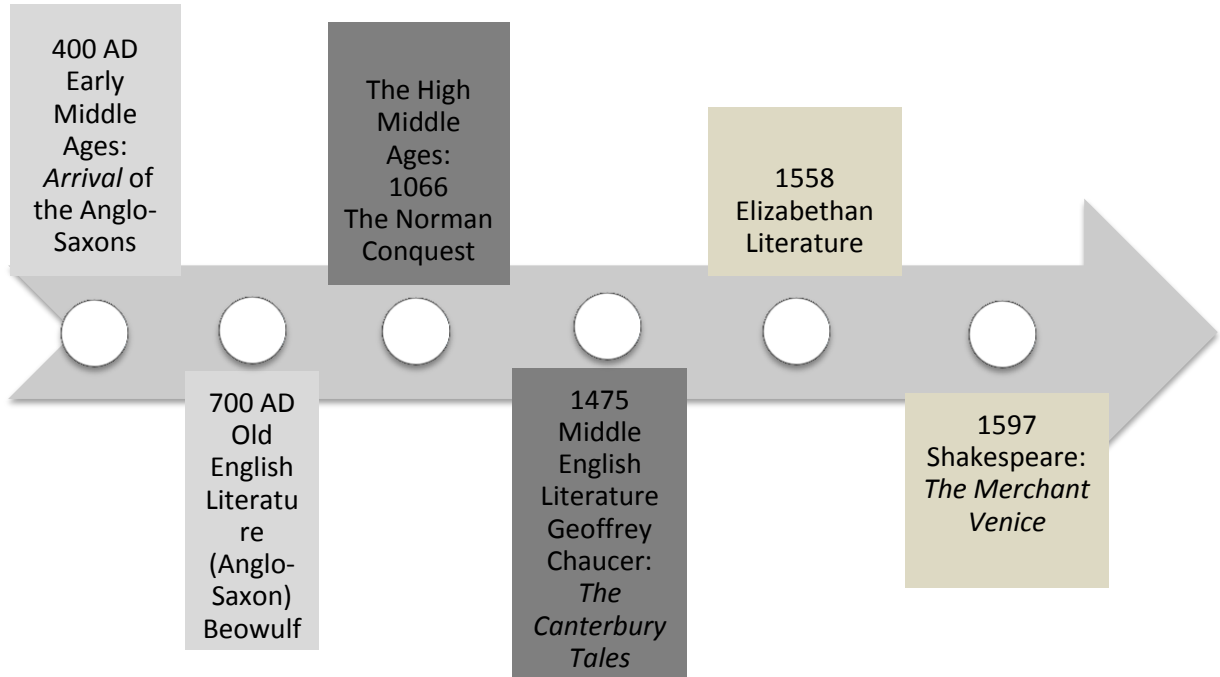 400 AD
Early
Middle
Ages:
Arrival of
the Anglo-
Saxons
700 AD
Old
English
Literatu
re
(Anglo-
Saxon)
Beowulf
The High
Middle
Ages:
1066
The Norman
Conquest
1475
Middle
English
Literature
Geoffrey
Chaucer:
The
Canterbury
Tales
1558
Elizabethan
Literature
1597
Shakespeare:
The Merchant
Venice